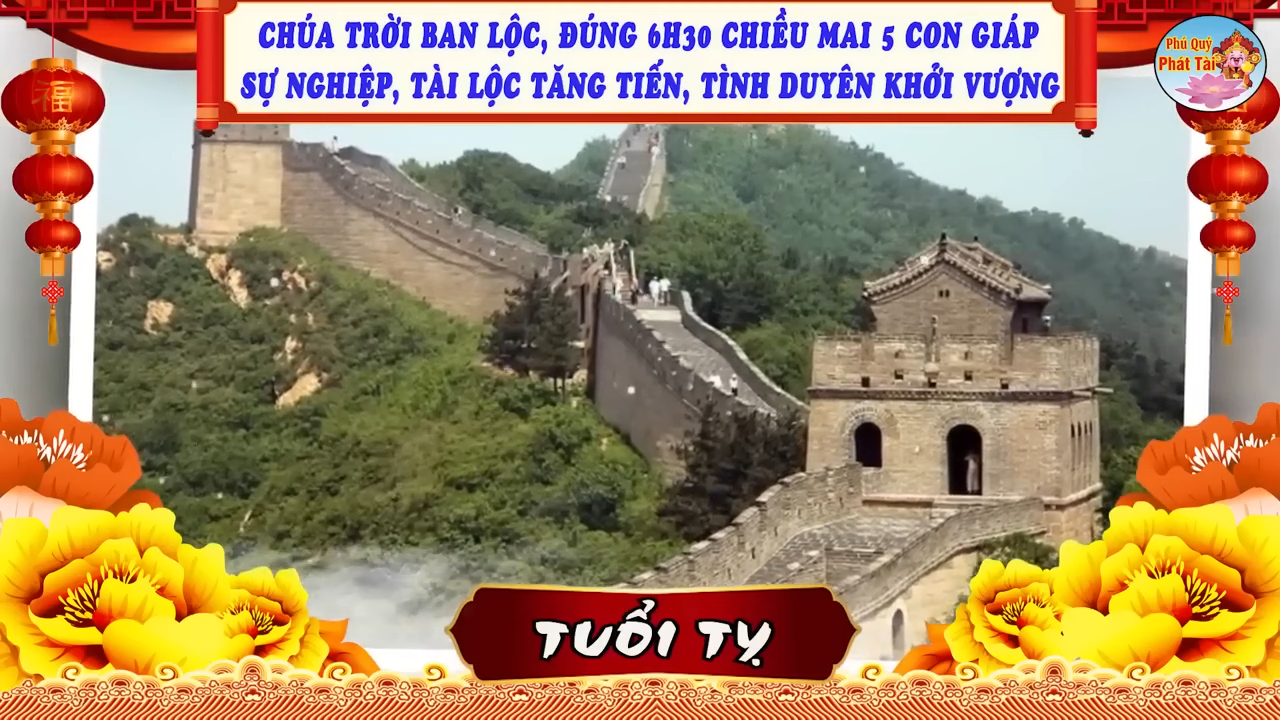 CHÚA TRỜI BAN LỘC, ĐÚNG 6H30 CHIỀU MAI 5 CON GIÁP
SỰ NGHIỆP, TÀI LỘC TĂNG TIẾN, TÌNH DUYÊN KHỞI VƯỢNG
Phú Quý
Phát Tài
福
TUỔI TỴ